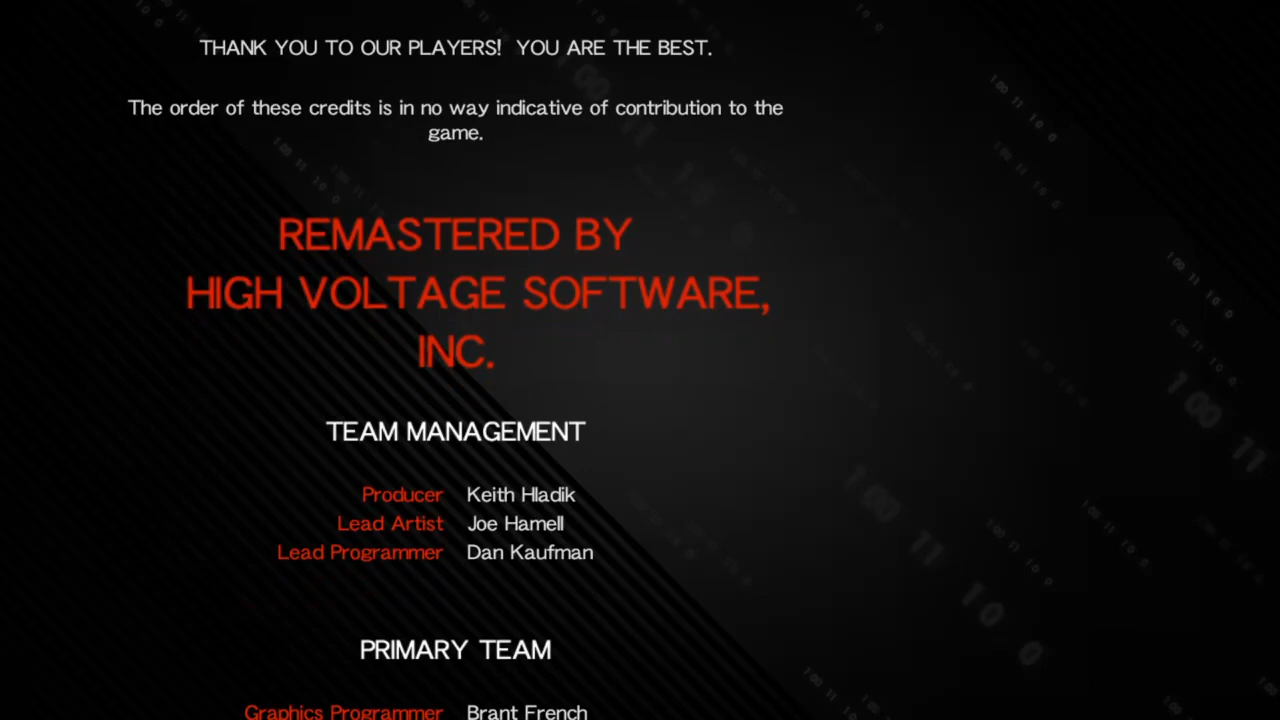 THANK YOU TO OUR PLAYERS! YOU ARE THE BEST.
The order of these credits is in no way indicative of contribution to the
game.
REMASTERED BY
HIGH VOLTAGE SOFTWARE,
INC.
TEAM MANAGEMENT
Producer Keith Hladik
Lead Artist Joe Hamell
Lead Programmer Dan Kaufman
PRIMARY TEAM
Graphics Programmer Brant French